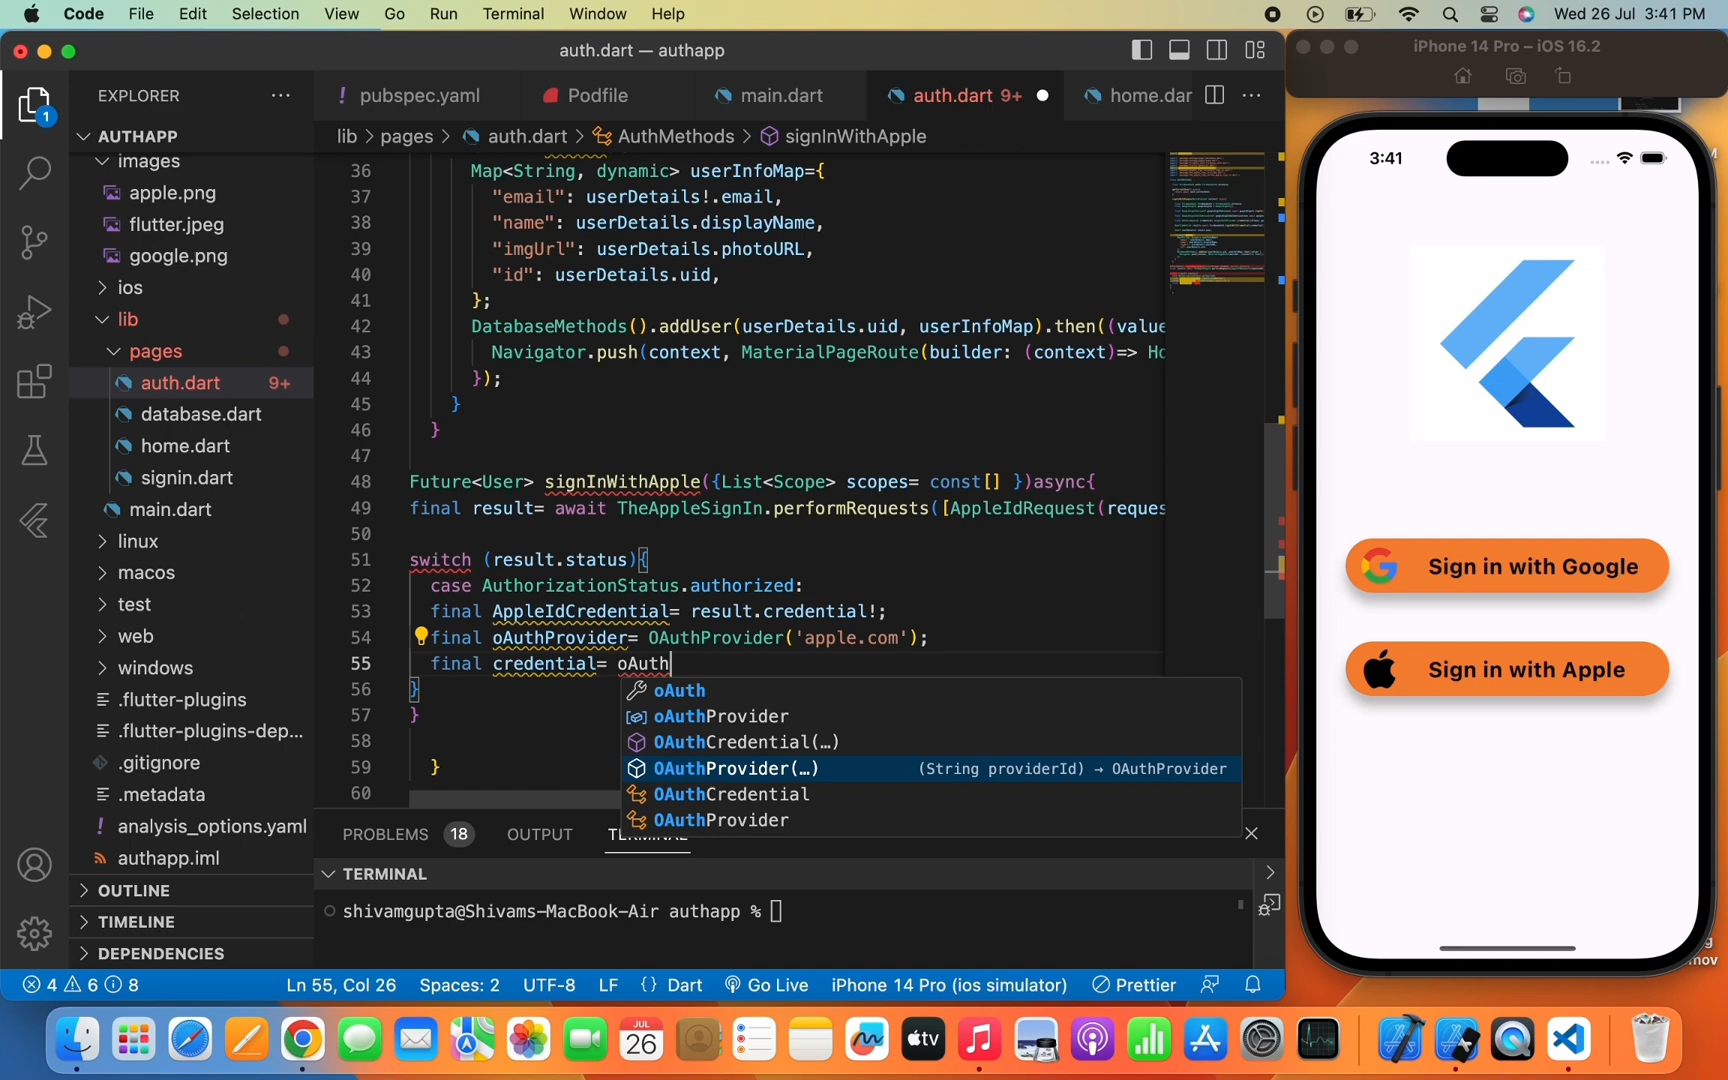 Code File Edit Selection View Go Run Terminal Window Help
Wed 26 Jul 3:41 PM
auth.dart — authapp
EXPLORER
1
AUTHAPP
images
apple.png
flutter.jpeg
google.png
ios
lib
pages
auth.dart 9+
database.dart
home.dart
signin.dart
main.dart
linux
macos
test
web
windows
.flutter-plugins
.flutter-plugins-dep...
.gitignore
.metadata
analysis_options.yaml
authapp.iml
OUTLINE
TIMELINE
DEPENDENCIES
! pubspec.yaml Podfile main.dart auth.dart 9+ home.dar
lib > pages > auth.dart > AuthMethods > signInWithApple
36 Map<String, dynamic> userInfoMap={
37 "email": userDetails!.email,
38 "name": userDetails.displayName,
39 "imgUrl": userDetails.photoURL,
40 "id": userDetails.uid,
41 };
42 DatabaseMethods().addUser(userDetails.uid, userInfoMap).then((value
43 Navigator.push(context, MaterialPageRoute(builder: (context)=> Ho
44 });
45 }
46 }
47
48 Future<User> signInWithApple({List<Scope> scopes= const[] })async{
49 final result= await TheAppleSignIn.performRequests([AppleIdRequest(reques
50
51 switch (result.status){
52 case AuthorizationStatus.authorized:
53 final AppleIdCredential= result.credential!;
54 final oAuthProvider= OAuthProvider('apple.com');
55 final credential= oAuth
56 }
57 }
58
59 }
60
oAuth
oAuthProvider
OAuthCredential(…)
OAuthProvider(…) (String providerId) → OAuthProvider
OAuthCredential
OAuthProvider
PROBLEMS 18 OUTPUT TERMINAL
TERMINAL
shivamgupta@Shivams-MacBook-Air authapp %
4 6 8 Ln 55, Col 26 Spaces: 2 UTF-8 LF {} Dart Go Live iPhone 14 Pro (ios simulator) Prettier
iPhone 14 Pro – iOS 16.2
3:41
Sign in with Google
Sign in with Apple
mov
JUL
26
tv